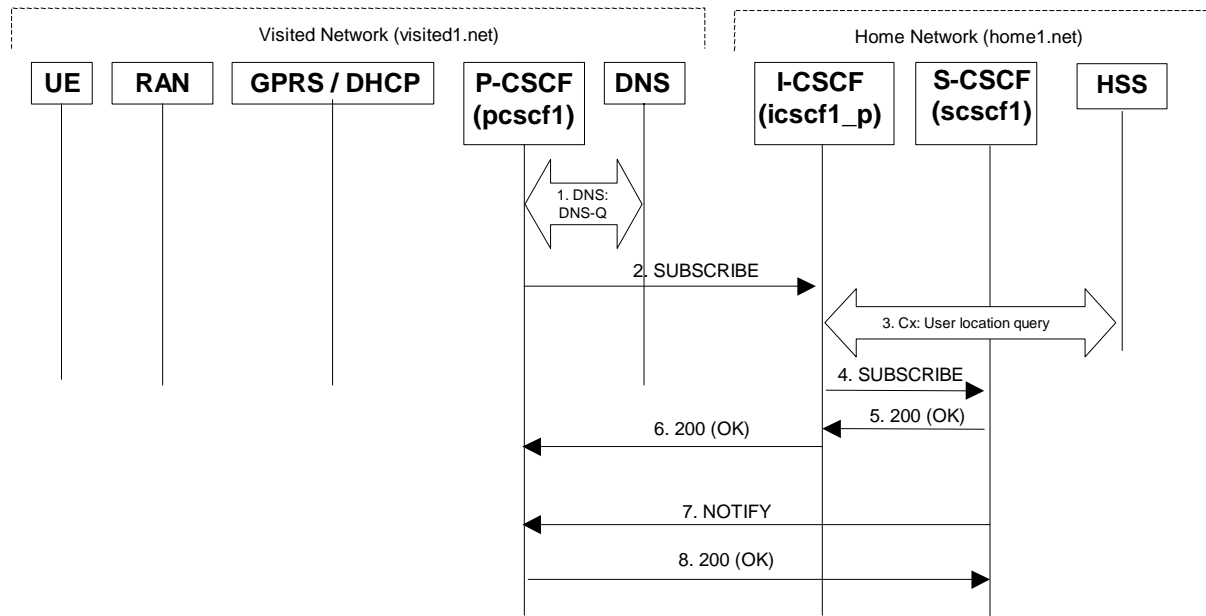 Visited Network (visited1.net)
Home Network (home1.net)
UE
RAN
GPRS / DHCP
P-CSCF
(pcscf1)
DNS
I-CSCF
(icscf1_p)
S-CSCF
(scscf1)
HSS
1. DNS:
DNS-Q
2. SUBSCRIBE
3. Cx: User location query
4. SUBSCRIBE
5. 200 (OK)
6. 200 (OK)
7. NOTIFY
8. 200 (OK)